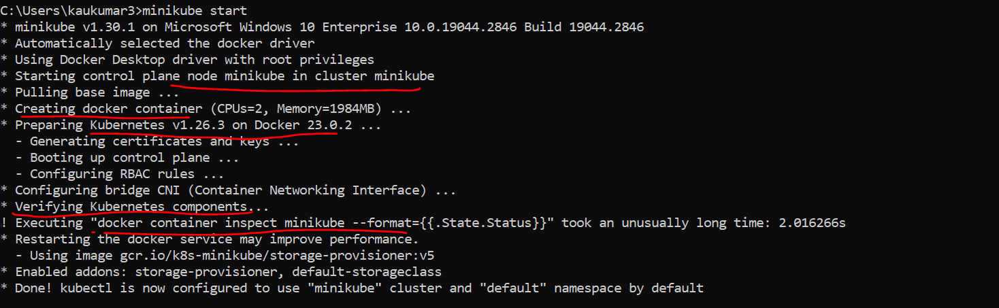 C:\Users\kaukumar3>minikube start
* minikube v1.30.1 on Microsoft Windows 10 Enterprise 10.0.19044.2846 Build 19044.2846
* Automatically selected the docker driver
* Using Docker Desktop driver with root privileges
* Starting control plane node minikube in cluster minikube
* Pulling base image ...
* Creating docker container (CPUs=2, Memory=1984MB) ...
* Preparing Kubernetes v1.26.3 on Docker 23.0.2 ...
  - Generating certificates and keys ...
  - Booting up control plane ...
  - Configuring RBAC rules ...
* Configuring bridge CNI (Container Networking Interface) ...
* Verifying Kubernetes components...
! Executing "docker container inspect minikube --format={{.State.Status}}" took an unusually long time: 2.016266s
* Restarting the docker service may improve performance.
  - Using image gcr.io/k8s-minikube/storage-provisioner:v5
* Enabled addons: storage-provisioner, default-storageclass
* Done! kubectl is now configured to use "minikube" cluster and "default" namespace by default